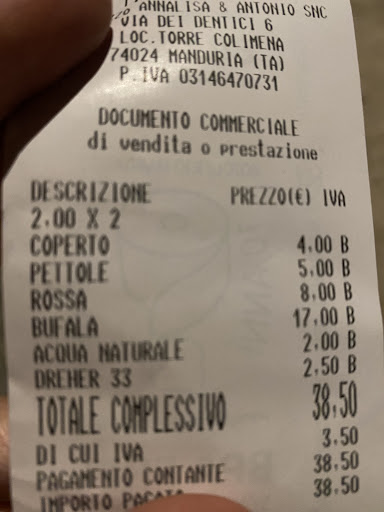 ANNALISA & ANTONIO SNC
VIA DEI DENTICI 6
LOC.TORRE COLIMENA
74024 MANDURIA (TA)
P.IVA 03146470731
DOCUMENTO COMMERCIALE
di vendita o prestazione
DESCRIZIONE PREZZO(€) IVA
2.00 X 2
COPERTO 4.00 B
PETTOLE 5.00 B
ROSSA 8.00 B
BUFALA 17.00 B
ACQUA NATURALE 2.00 B
DREHER 33 2.50 B
TOTALE COMPLESSIVO 38.50
DI CUI IVA 3.50
PAGAMENTO CONTANTE 38.50
IMPORTO PAGATO 38.50